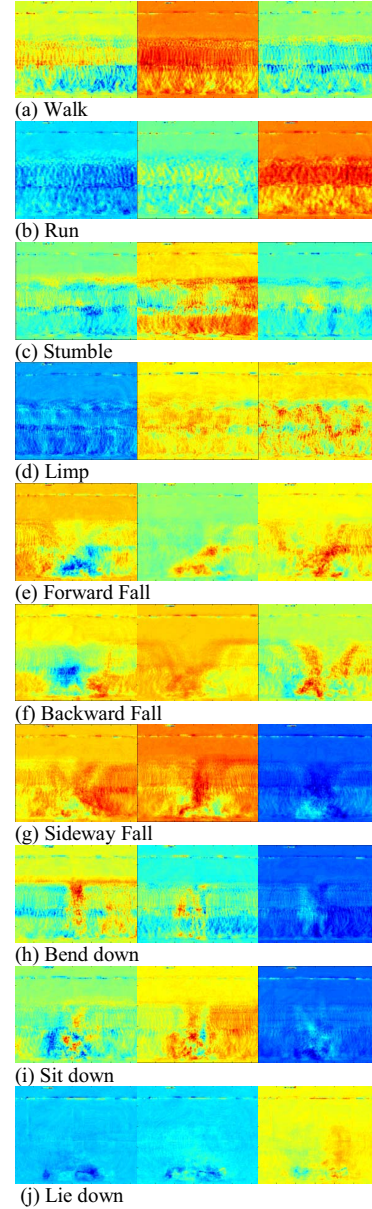 (a) Walk
(b) Run
(c) Stumble
(d) Limp
(e) Forward Fall
(f) Backward Fall
(g) Sideway Fall
(h) Bend down
(i) Sit down
(j) Lie down